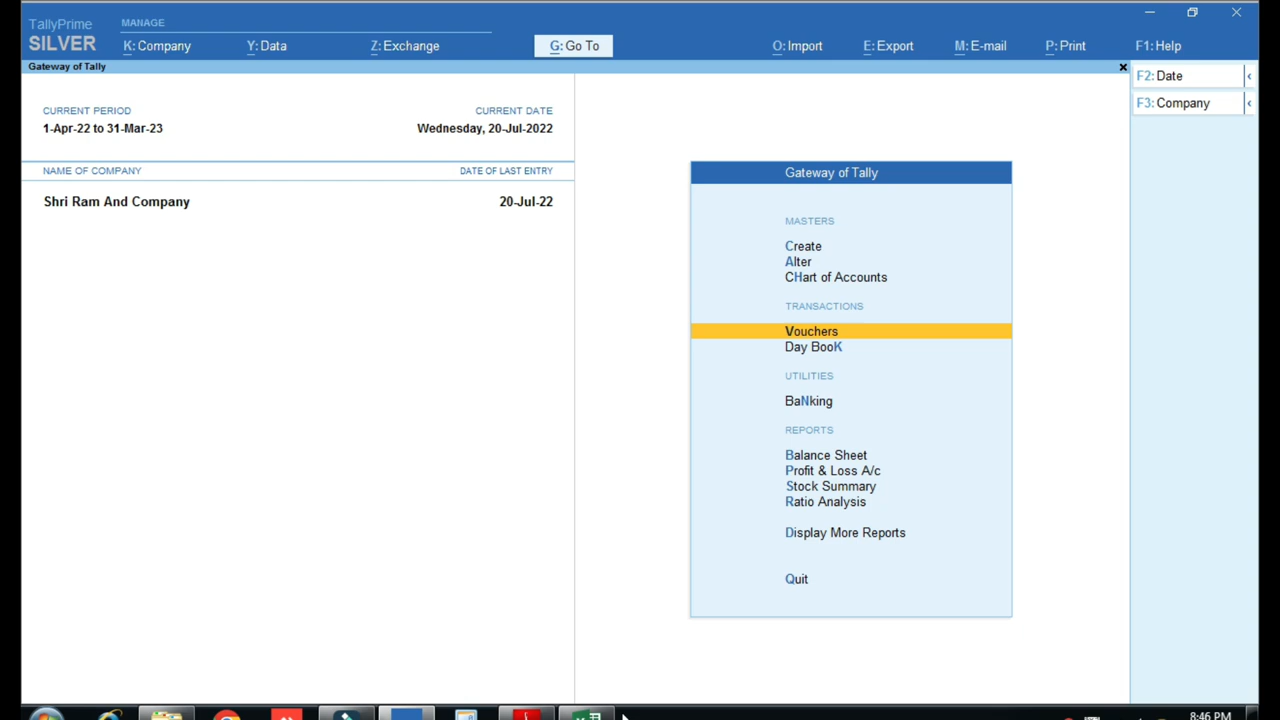 TallyPrime
SILVER
MANAGE
K: Company
Y: Data
Z: Exchange
G: Go To
O: Import
E: Export
M: E-mail
P: Print
F1: Help
Gateway of Tally
F2: Date
F3: Company
CURRENT PERIOD
CURRENT DATE
1-Apr-22 to 31-Mar-23
Wednesday, 20-Jul-2022
NAME OF COMPANY
DATE OF LAST ENTRY
Shri Ram And Company
20-Jul-22
Gateway of Tally
MASTERS
Create
Alter
CHart of Accounts
TRANSACTIONS
Vouchers
Day BooK
UTILITIES
BaNking
REPORTS
Balance Sheet
Profit & Loss A/c
Stock Summary
Ratio Analysis
Display More Reports
Quit
8:46 PM